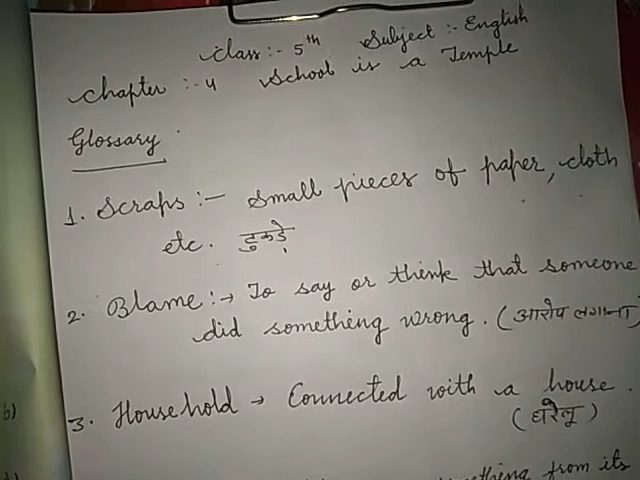 Class :- 5th Subject :- English
Chapter :- 4 School is a Temple
Glossary
1. Scraps :- Small pieces of paper, cloth
etc. टुकड़े
2. Blame :→ To say or think that someone
did something wrong. (आरोप लगाना)
3. Household → Connected with a house.
(घरेलू)
from its
b)